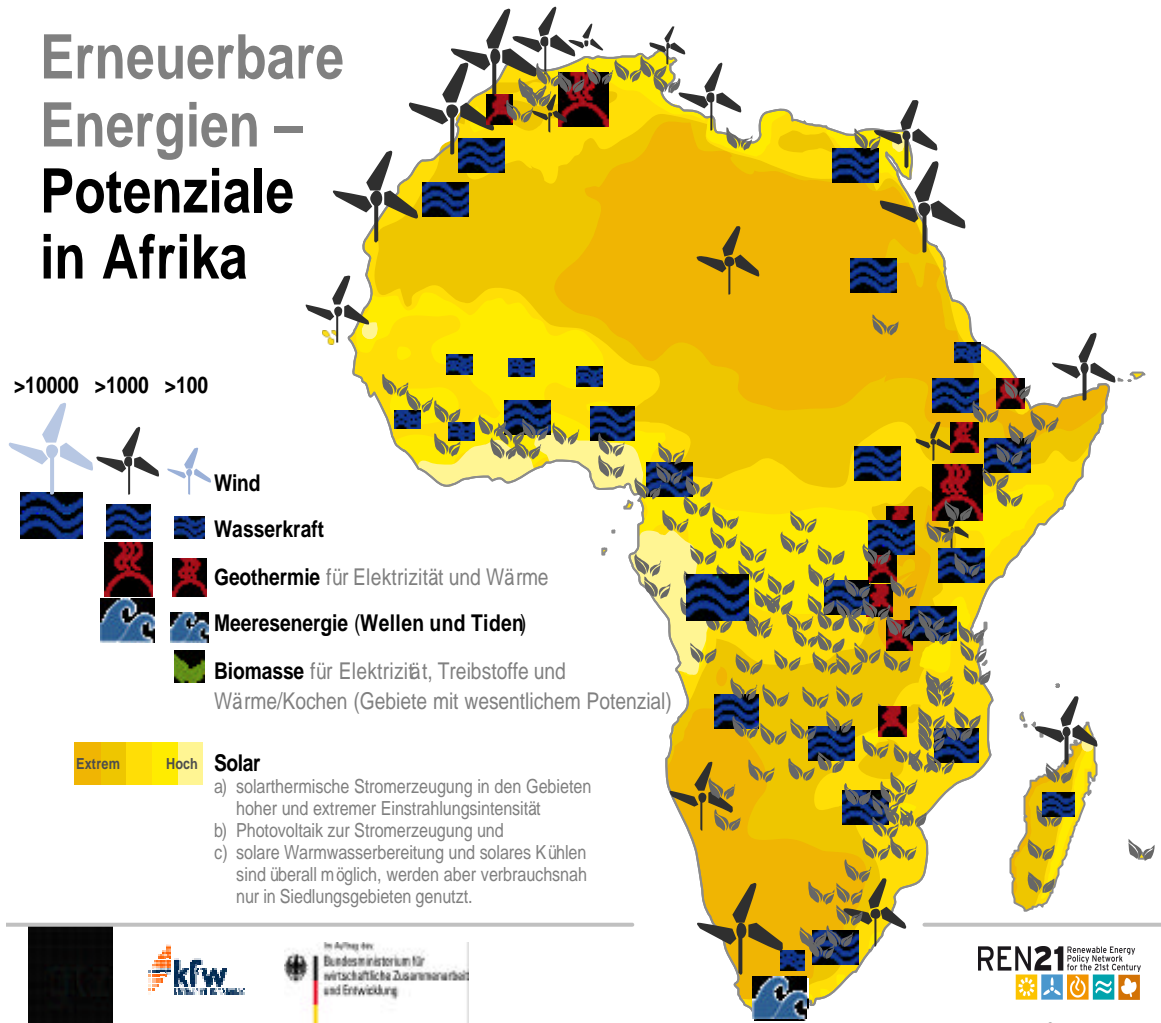 Erneuerbare
Energien –
Potenziale
in Afrika
>10000 >1000 >100
Wind
Wasserkraft
Geothermie für Elektrizität und Wärme
Meeresenergie (Wellen und Tiden)
Biomasse für Elektrizität, Treibstoffe und
Wärme/Kochen (Gebiete mit wesentlichem Potenzial)
Extrem Hoch Solar
a) solarthermische Stromerzeugung in den Gebieten
hoher und extremer Einstrahlungsintensität
b) Photovoltaik zur Stromerzeugung und
c) solare Warmwasserbereitung und solares Kühlen
sind überall möglich, werden aber verbrauchsnah
nur in Siedlungsgebieten genutzt.
kfw
Im Auftrag des
Bundesministerium für
wirtschaftliche Zusammenarbeit
und Entwicklung
REN21 Renewable Energy
Policy Network
for the 21st Century